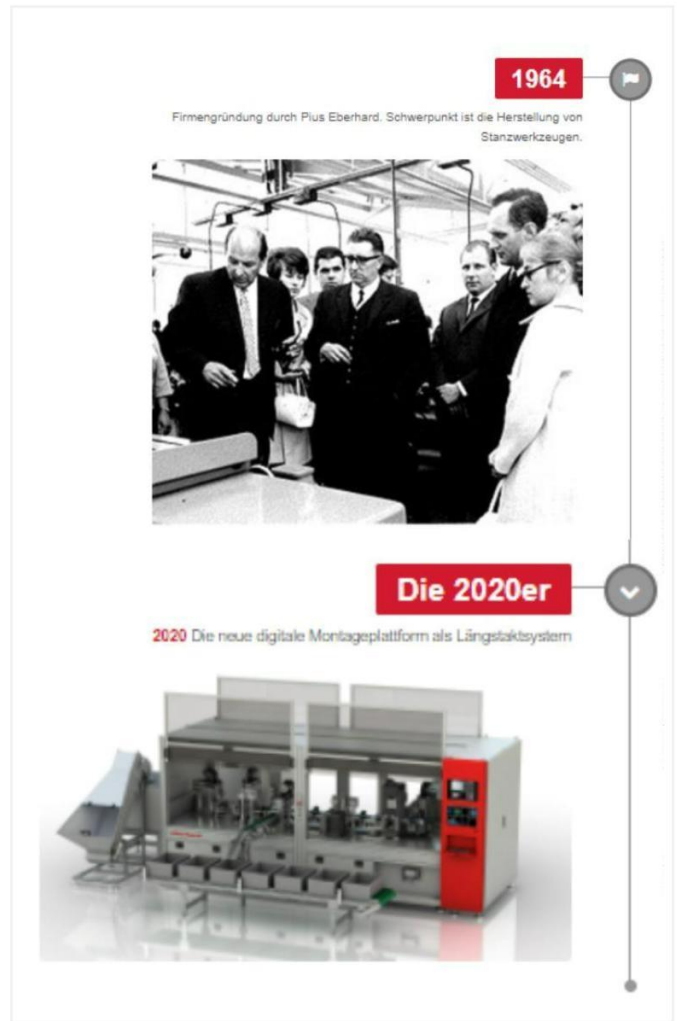 1964
Firmengründung durch Pius Eberhard. Schwerpunkt ist die Herstellung von
Stanzwerkzeugen.
Die 2020er
2020 Die neue digitale Montageplattform als Längstaktsystem